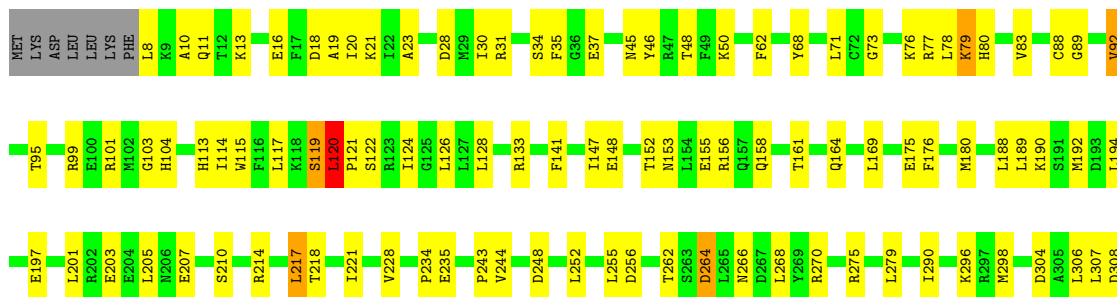 MET LYS ASP LEU LEU LYS PHE L8 K9 A10 Q11 T12 K13 E16 F17 D18 A19 I20 K21 I22 A23 D28 M29 I30 R31 S34 F35 G36 E37 N45 Y46 R47 T48 F49 K50 F62 Y68 L71 C72 G73 K76 R77 L78 K79 H80 V83 C88 G89 V92
T95 R99 E100 R101 M102 G103 H104 H113 I114 W115 F116 L117 K118 S119 L120 P121 S122 R123 I124 G125 L126 L127 L128 R133 F141 I147 E148 T152 N153 L154 E155 R156 Q157 Q158 T161 Q164 L169 E175 F176 M180 L188 L189 K190 S191 M192 D193 L194
E197 L201 R202 E203 E204 L205 N206 E207 S210 R214 L217 T218 I221 V228 P234 E235 P243 V244 D248 L252 L255 D256 T262 S263 D264 L265 N266 D267 L268 Y269 R270 R275 L279 I290 K296 R297 M298 D304 A305 L306 L307 D308